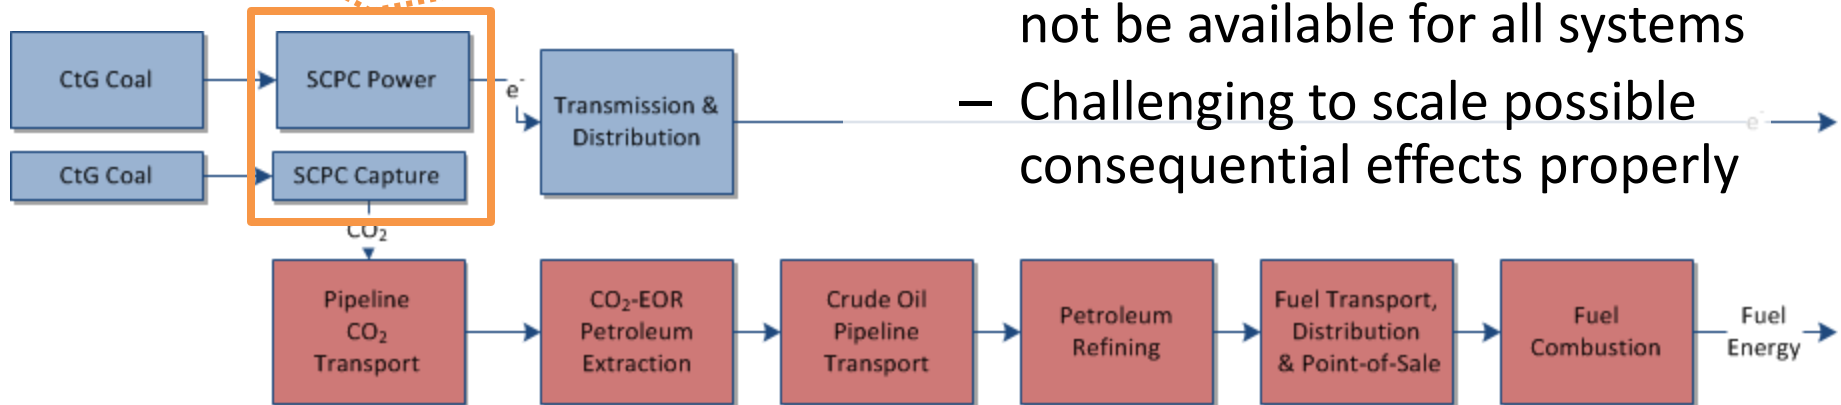 not be available for all systems
– Challenging to scale possible
consequential effects properly
CtG Coal
SCPC Power
e⁻
Transmission &
Distribution
e⁻
CtG Coal
SCPC Capture
CO₂
Pipeline
CO₂
Transport
CO₂-EOR
Petroleum
Extraction
Crude Oil
Pipeline
Transport
Petroleum
Refining
Fuel Transport,
Distribution
& Point-of-Sale
Fuel
Combustion
Fuel
Energy